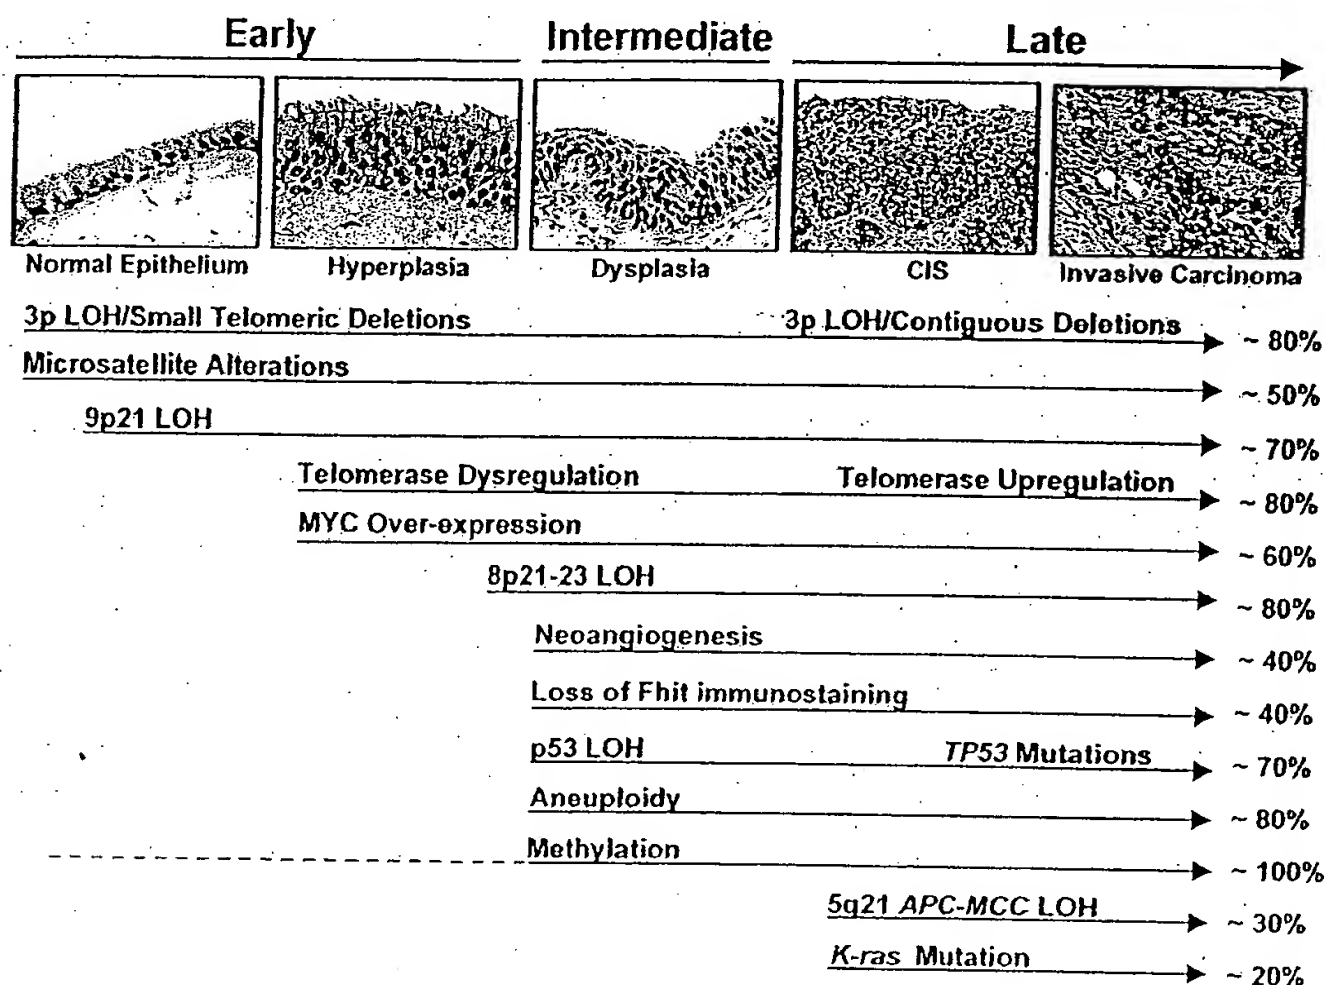 Early Intermediate Late
Normal Epithelium Hyperplasia Dysplasia CIS Invasive Carcinoma
3p LOH/Small Telomeric Deletions 3p LOH/Contiguous Deletions ~ 80%
Microsatellite Alterations ~ 50%
9p21 LOH ~ 70%
Telomerase Dysregulation Telomerase Upregulation ~ 80%
MYC Over-expression ~ 60%
8p21-23 LOH ~ 80%
Neoangiogenesis ~ 40%
Loss of Fhit immunostaining ~ 40%
p53 LOH TP53 Mutations ~ 70%
Aneuploidy ~ 80%
Methylation ~ 100%
5q21 APC-MCC LOH ~ 30%
K-ras Mutation ~ 20%